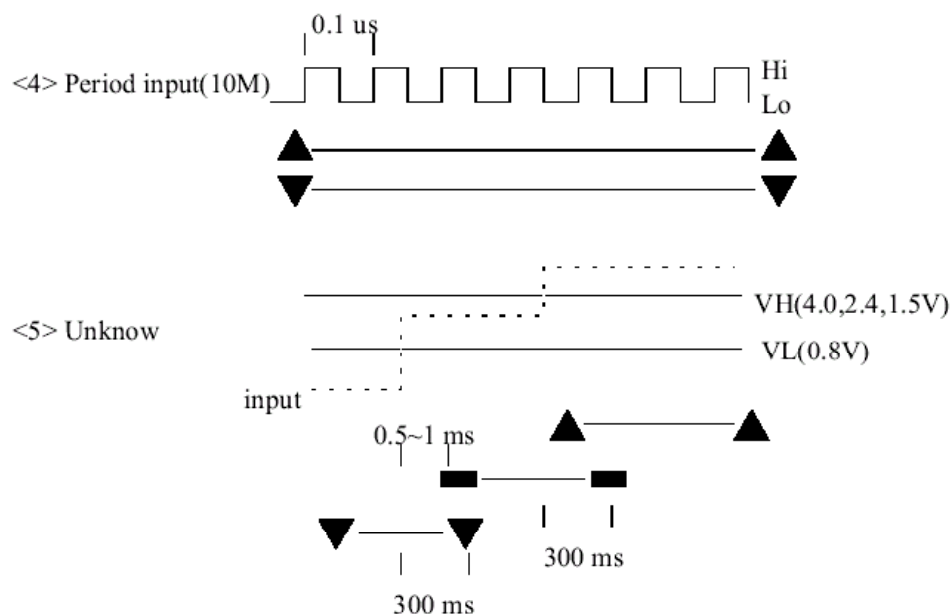 0.1 us
<4> Period input(10M)
Hi
Lo
<5> Unknow
VH(4.0,2.4,1.5V)
VL(0.8V)
input
0.5~1 ms
300 ms
300 ms